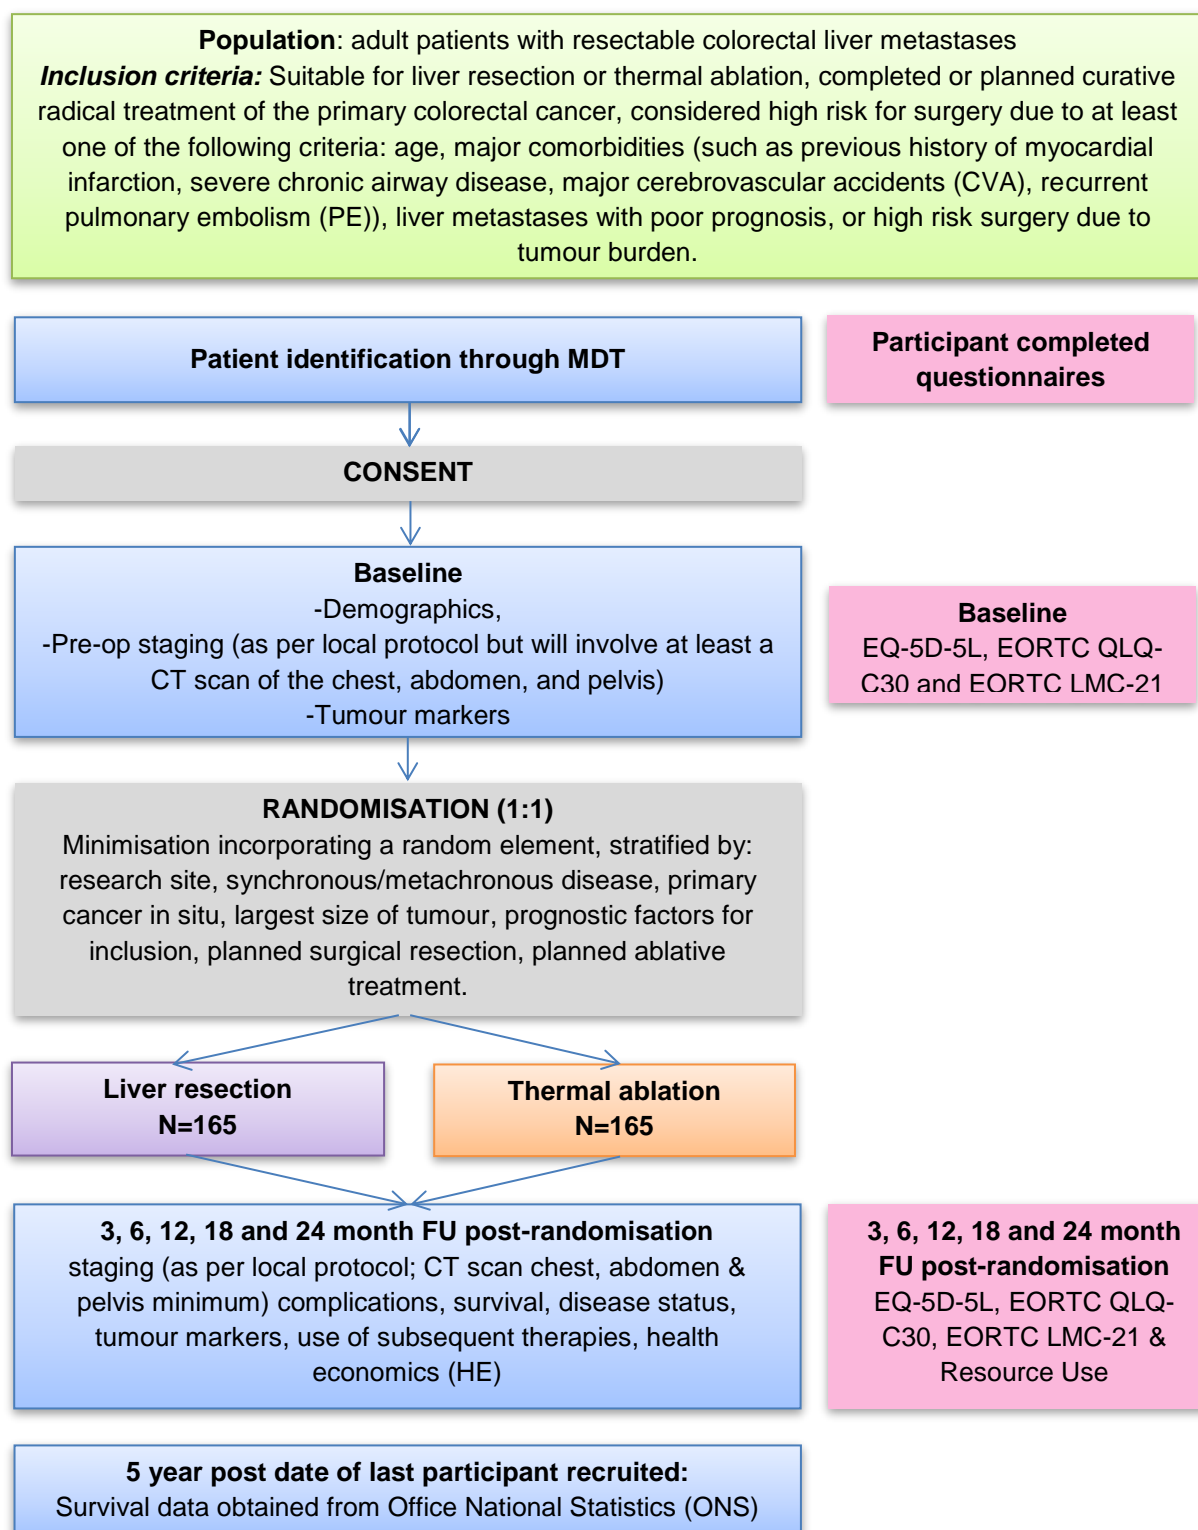 Population: adult patients with resectable colorectal liver metastases
Inclusion criteria: Suitable for liver resection or thermal ablation, completed or planned curative
radical treatment of the primary colorectal cancer, considered high risk for surgery due to at least
one of the following criteria: age, major comorbidities (such as previous history of myocardial
infarction, severe chronic airway disease, major cerebrovascular accidents (CVA), recurrent
pulmonary embolism (PE)), liver metastases with poor prognosis, or high risk surgery due to
tumour burden.
Patient identification through MDT
Participant completed
questionnaires
CONSENT
Baseline
-Demographics,
-Pre-op staging (as per local protocol but will involve at least a
CT scan of the chest, abdomen, and pelvis)
-Tumour markers
Baseline
EQ-5D-5L, EORTC QLQ-
C30 and EORTC LMC-21
RANDOMISATION (1:1)
Minimisation incorporating a random element, stratified by:
research site, synchronous/metachronous disease, primary
cancer in situ, largest size of tumour, prognostic factors for
inclusion, planned surgical resection, planned ablative
treatment.
Liver resection
N=165
Thermal ablation
N=165
3, 6, 12, 18 and 24 month FU post-randomisation
staging (as per local protocol; CT scan chest, abdomen &
pelvis minimum) complications, survival, disease status,
tumour markers, use of subsequent therapies, health
economics (HE)
3, 6, 12, 18 and 24 month
FU post-randomisation
EQ-5D-5L, EORTC QLQ-
C30, EORTC LMC-21 &
Resource Use
5 year post date of last participant recruited:
Survival data obtained from Office National Statistics (ONS)